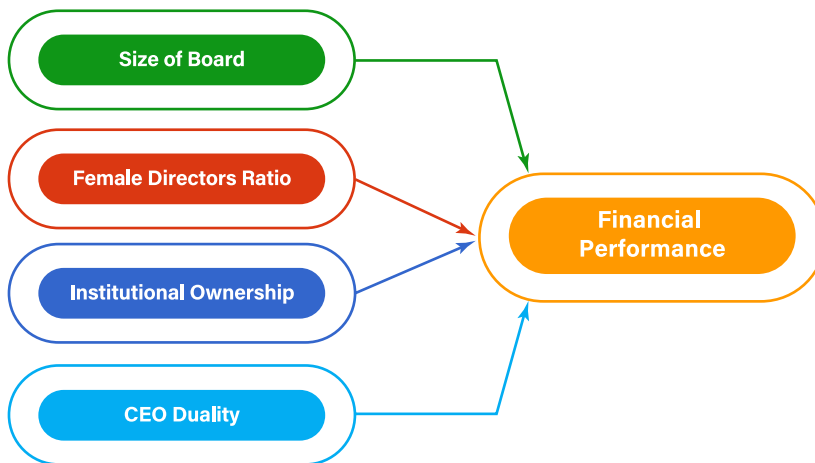 Size of Board
Female Directors Ratio
Institutional Ownership
CEO Duality
Financial
Performance